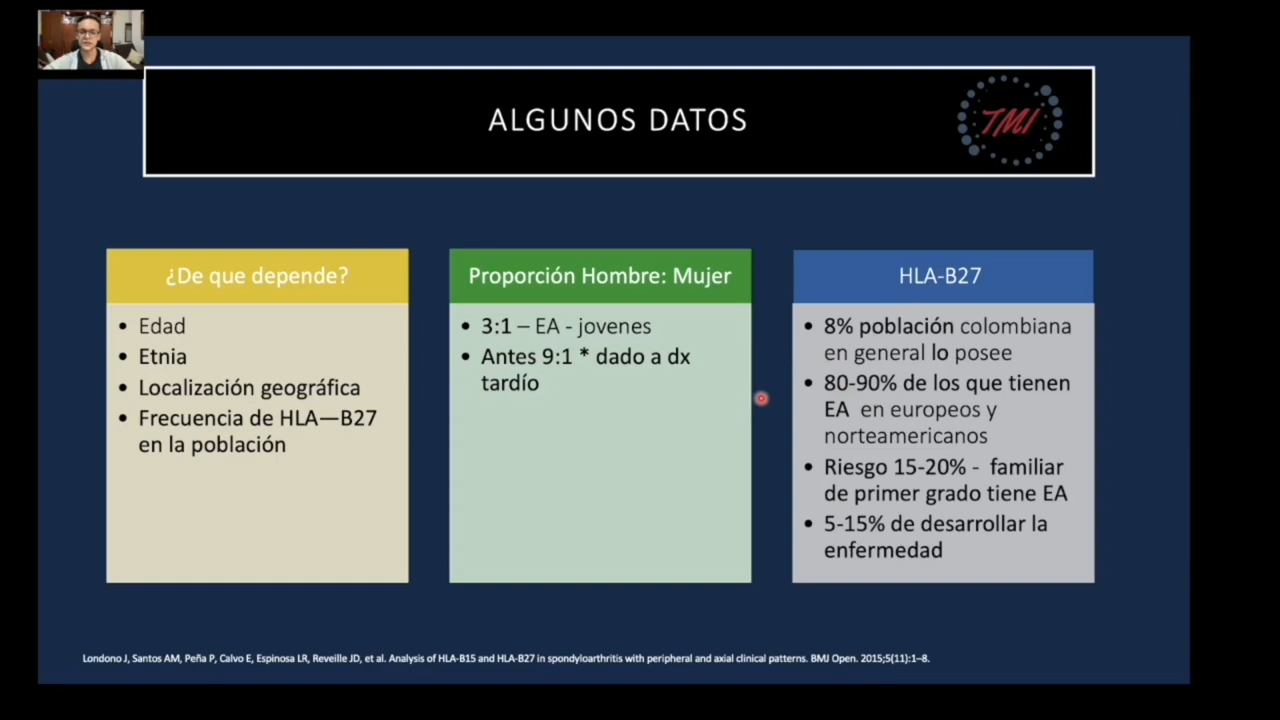 ALGUNOS DATOS
TMI
¿De que depende?
• Edad
• Etnia
• Localización geográfica
• Frecuencia de HLA—B27
en la población
Proporción Hombre: Mujer
• 3:1 – EA - jovenes
• Antes 9:1 * dado a dx
tardío
HLA-B27
• 8% población colombiana
en general lo posee
• 80-90% de los que tienen
EA en europeos y
norteamericanos
• Riesgo 15-20% - familiar
de primer grado tiene EA
• 5-15% de desarrollar la
enfermedad
Londono J, Santos AM, Peña P, Calvo E, Espinosa LR, Reveille JD, et al. Analysis of HLA-B15 and HLA-B27 in spondyloarthritis with peripheral and axial clinical patterns. BMJ Open. 2015;5(11):1–8.